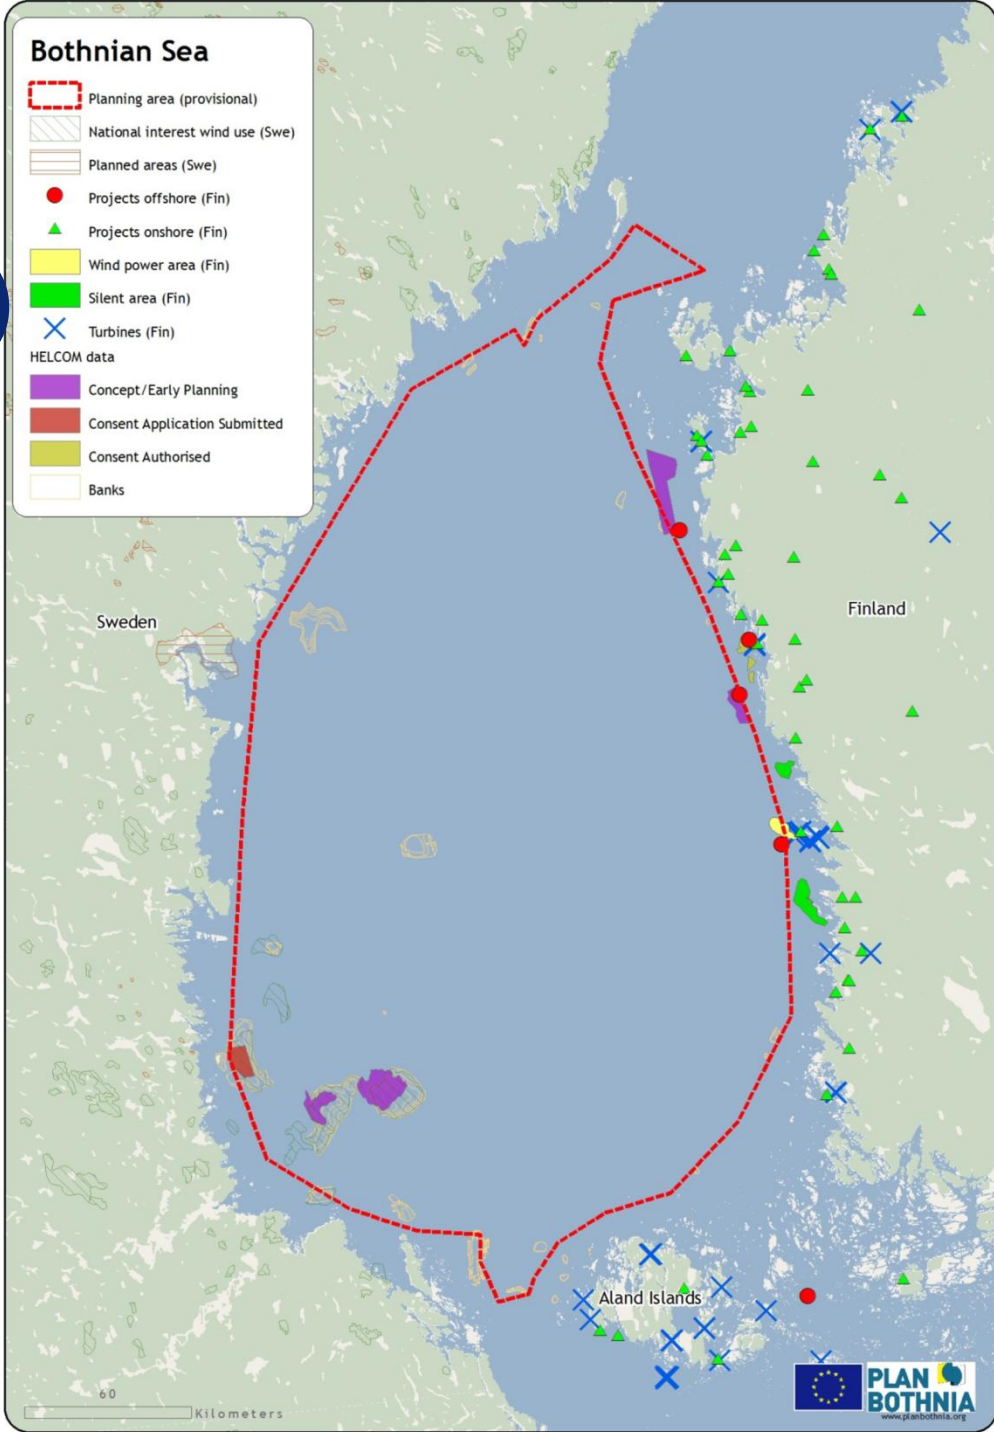 Bothnian Sea
Planning area (provisional)
National interest wind use (Swe)
Planned areas (Swe)
Projects offshore (Fin)
Projects onshore (Fin)
Wind power area (Fin)
Silent area (Fin)
Turbines (Fin)
HELCOM data
Concept/Early Planning
Consent Application Submitted
Consent Authorised
Banks
Sweden
Finland
Aland Islands
60
Kilometers
PLAN
BOTHNIA
www.planbothnia.org